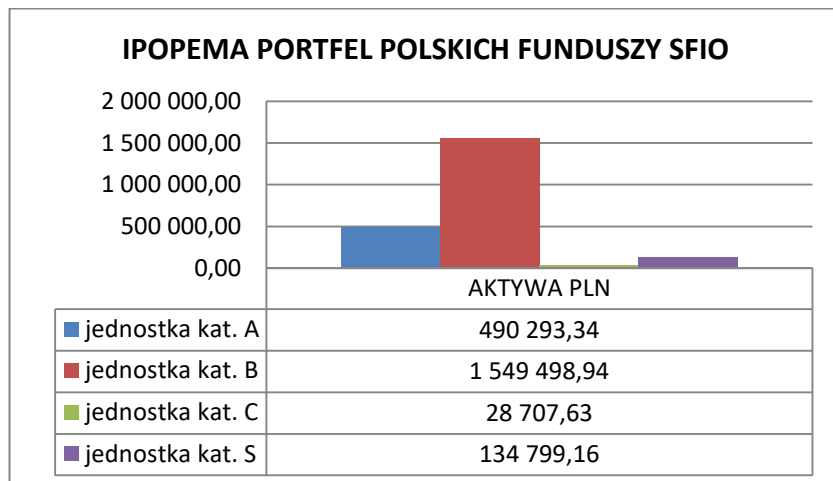 IPOPEMA PORTFEL POLSKICH FUNDUSZY SFIO
2 000 000,00
1 500 000,00
1 000 000,00
500 000,00
0,00
AKTYWA PLN
jednostka kat. A 490 293,34
jednostka kat. B 1 549 498,94
jednostka kat. C 28 707,63
jednostka kat. S 134 799,16